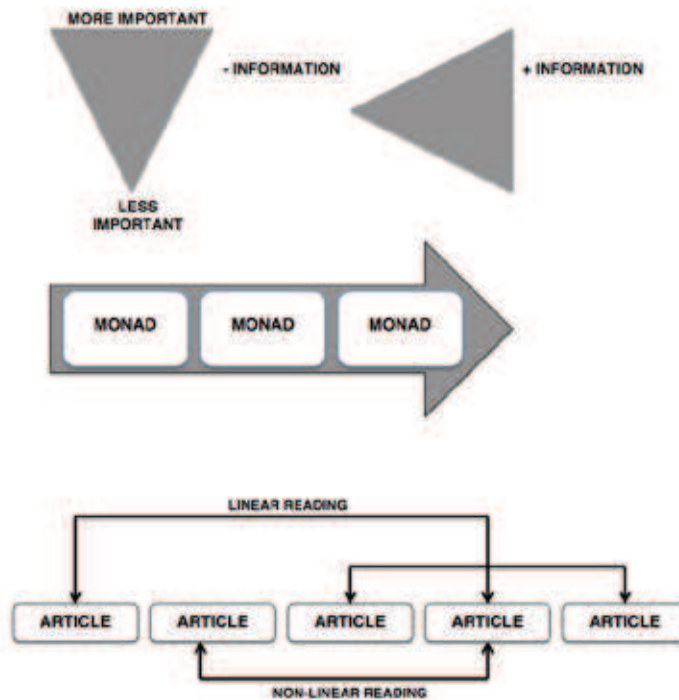 MORE IMPORTANT
- INFORMATION
+ INFORMATION
LESS
IMPORTANT
MONAD MONAD MONAD
LINEAR READING
ARTICLE ARTICLE ARTICLE ARTICLE ARTICLE
NON-LINEAR READING